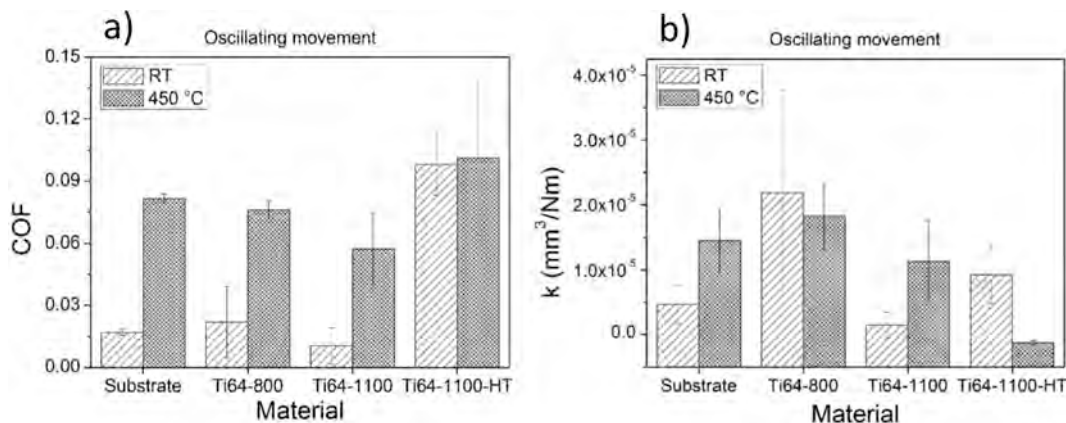 a)
Oscillating movement
0.15
0.12
0.09
0.06
0.03
0.00
COF
RT
450 °C
Substrate Ti64-800 Ti64-1100 Ti64-1100-HT
Material
b)
Oscillating movement
4.0x10⁻⁵
3.0x10⁻⁵
2.0x10⁻⁵
1.0x10⁻⁵
0.0
k (mm³/Nm)
RT
450 °C
Substrate Ti64-800 Ti64-1100 Ti64-1100-HT
Material